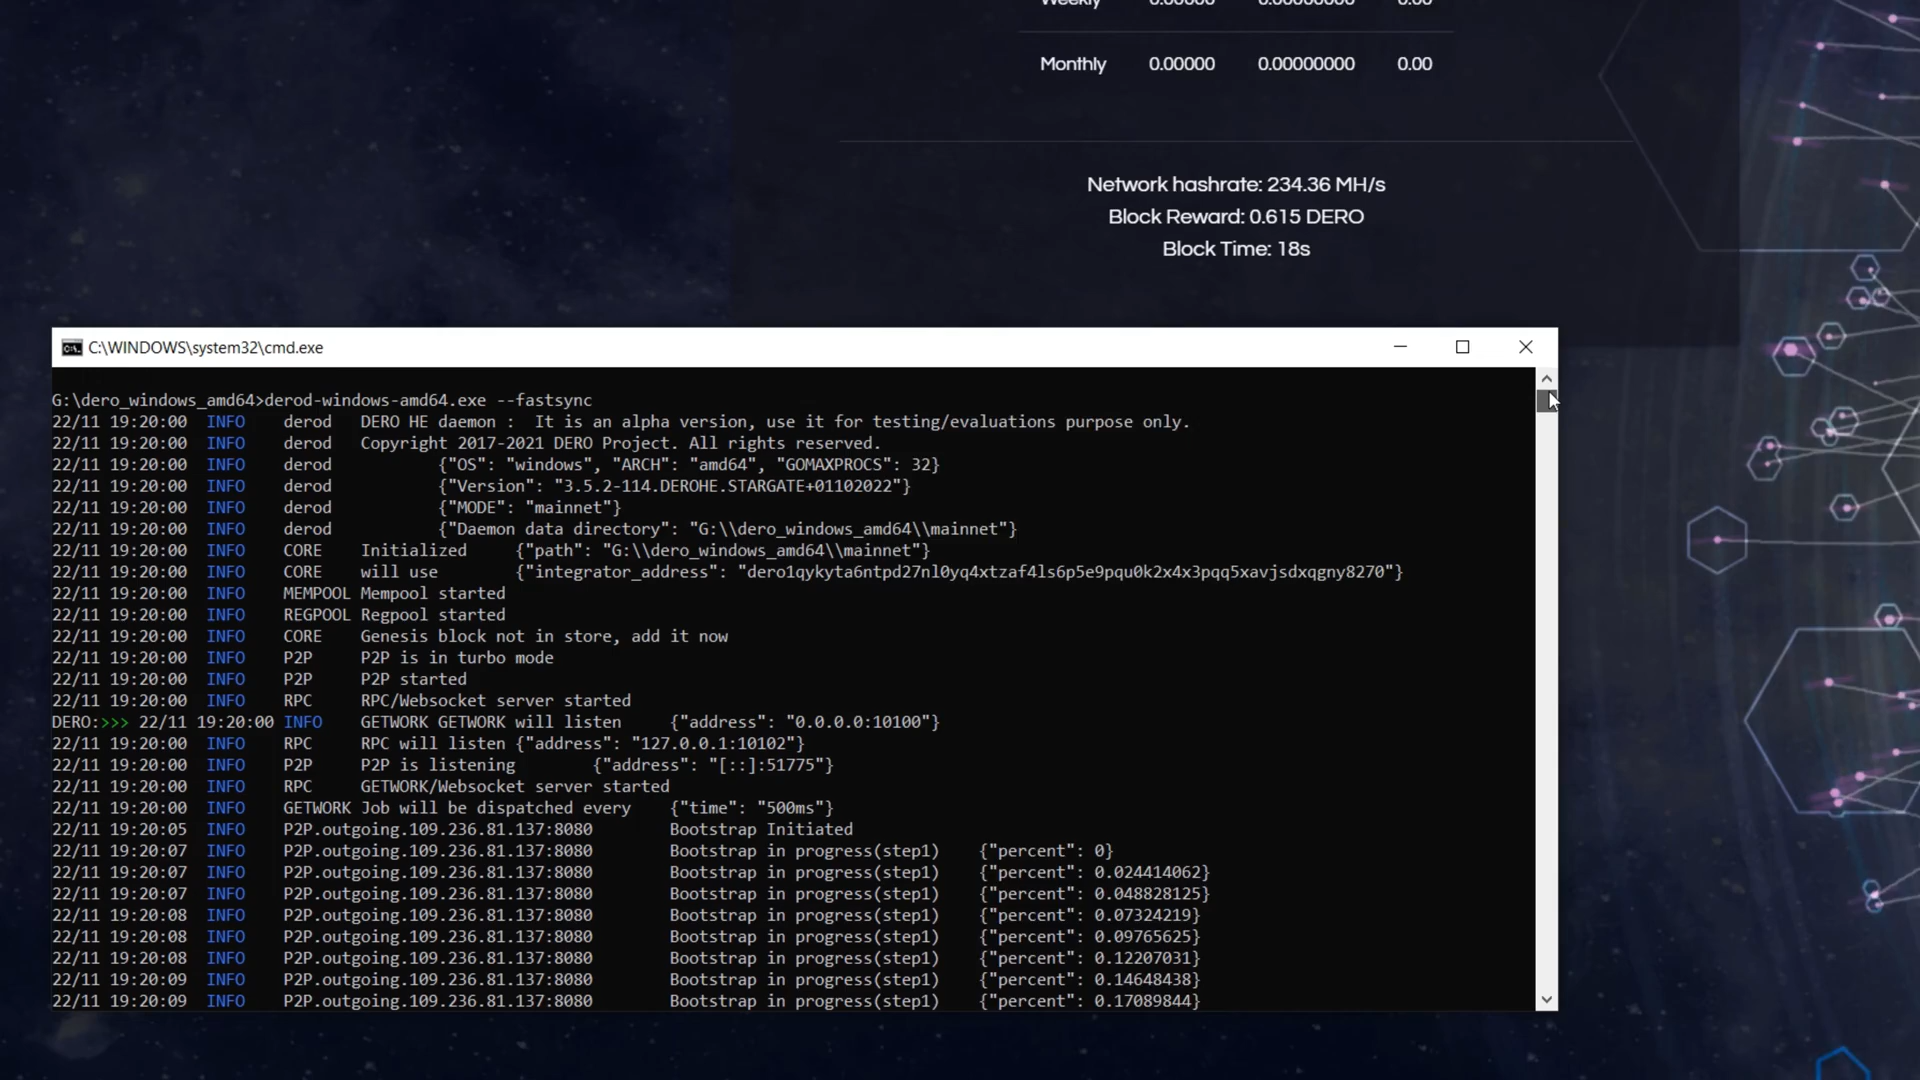 Weekly 0.00000 0.00000000 0.00
Monthly 0.00000 0.00000000 0.00
Network hashrate: 234.36 MH/s
Block Reward: 0.615 DERO
Block Time: 18s
C:\WINDOWS\system32\cmd.exe
G:\dero_windows_amd64>derod-windows-amd64.exe --fastsync
22/11 19:20:00 INFO derod DERO HE daemon : It is an alpha version, use it for testing/evaluations purpose only.
22/11 19:20:00 INFO derod Copyright 2017-2021 DERO Project. All rights reserved.
22/11 19:20:00 INFO derod {"OS": "windows", "ARCH": "amd64", "GOMAXPROCS": 32}
22/11 19:20:00 INFO derod {"Version": "3.5.2-114.DEROHE.STARGATE+01102022"}
22/11 19:20:00 INFO derod {"MODE": "mainnet"}
22/11 19:20:00 INFO derod {"Daemon data directory": "G:\\dero_windows_amd64\\mainnet"}
22/11 19:20:00 INFO CORE Initialized {"path": "G:\\dero_windows_amd64\\mainnet"}
22/11 19:20:00 INFO CORE will use {"integrator_address": "dero1qykyta6ntpd27nl0yq4xtzaf4ls6p5e9pqu0k2x4x3pqq5xavjsdxqgny8270"}
22/11 19:20:00 INFO MEMPOOL Mempool started
22/11 19:20:00 INFO REGPOOL Regpool started
22/11 19:20:00 INFO CORE Genesis block not in store, add it now
22/11 19:20:00 INFO P2P P2P is in turbo mode
22/11 19:20:00 INFO P2P P2P started
22/11 19:20:00 INFO RPC RPC/Websocket server started
DERO:>>> 22/11 19:20:00 INFO GETWORK GETWORK will listen {"address": "0.0.0.0:10100"}
22/11 19:20:00 INFO RPC RPC will listen {"address": "127.0.0.1:10102"}
22/11 19:20:00 INFO P2P P2P is listening {"address": "[::]:51775"}
22/11 19:20:00 INFO RPC GETWORK/Websocket server started
22/11 19:20:00 INFO GETWORK Job will be dispatched every {"time": "500ms"}
22/11 19:20:05 INFO P2P.outgoing.109.236.81.137:8080 Bootstrap Initiated
22/11 19:20:07 INFO P2P.outgoing.109.236.81.137:8080 Bootstrap in progress(step1) {"percent": 0}
22/11 19:20:07 INFO P2P.outgoing.109.236.81.137:8080 Bootstrap in progress(step1) {"percent": 0.024414062}
22/11 19:20:07 INFO P2P.outgoing.109.236.81.137:8080 Bootstrap in progress(step1) {"percent": 0.048828125}
22/11 19:20:08 INFO P2P.outgoing.109.236.81.137:8080 Bootstrap in progress(step1) {"percent": 0.07324219}
22/11 19:20:08 INFO P2P.outgoing.109.236.81.137:8080 Bootstrap in progress(step1) {"percent": 0.09765625}
22/11 19:20:08 INFO P2P.outgoing.109.236.81.137:8080 Bootstrap in progress(step1) {"percent": 0.12207031}
22/11 19:20:09 INFO P2P.outgoing.109.236.81.137:8080 Bootstrap in progress(step1) {"percent": 0.14648438}
22/11 19:20:09 INFO P2P.outgoing.109.236.81.137:8080 Bootstrap in progress(step1) {"percent": 0.17089844}